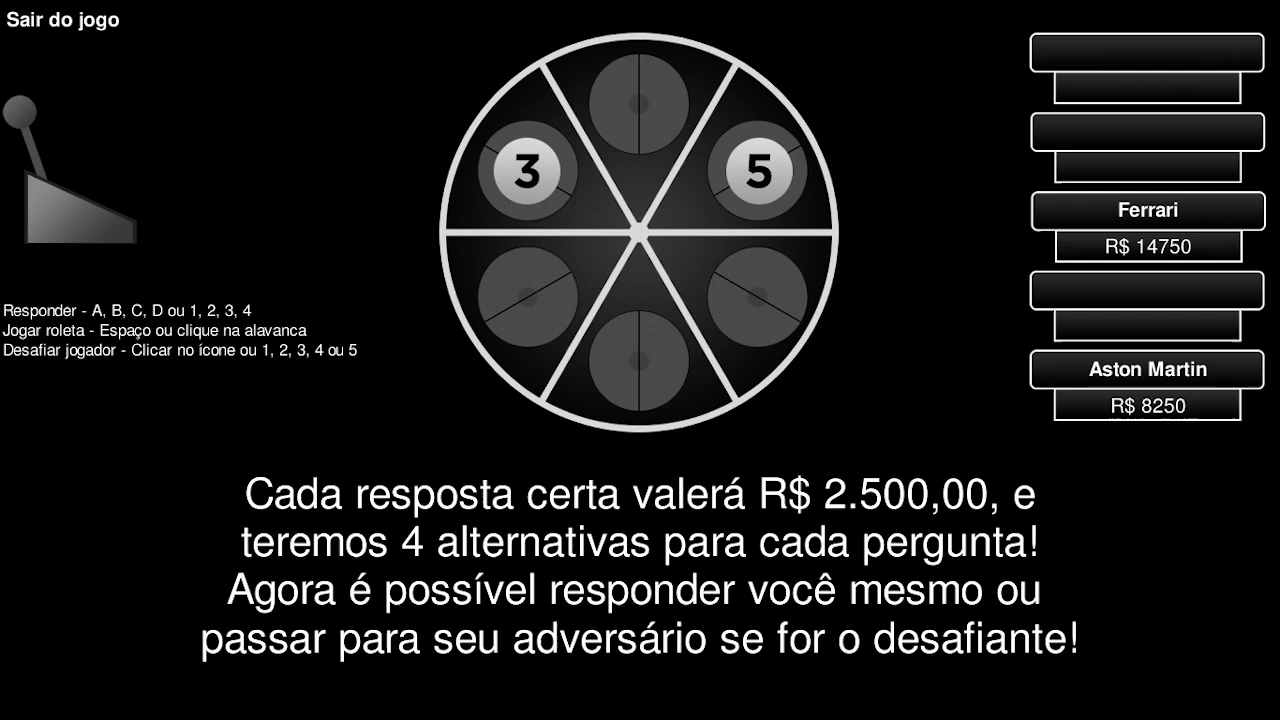 Sair do jogo
3
5
Ferrari
R$ 14750
Responder - A, B, C, D ou 1, 2, 3, 4
Jogar roleta - Espaço ou clique na alavanca
Desafiar jogador - Clicar no ícone ou 1, 2, 3, 4 ou 5
Aston Martin
R$ 8250
Cada resposta certa valerá R$ 2.500,00, e
teremos 4 alternativas para cada pergunta!
Agora é possível responder você mesmo ou
passar para seu adversário se for o desafiante!